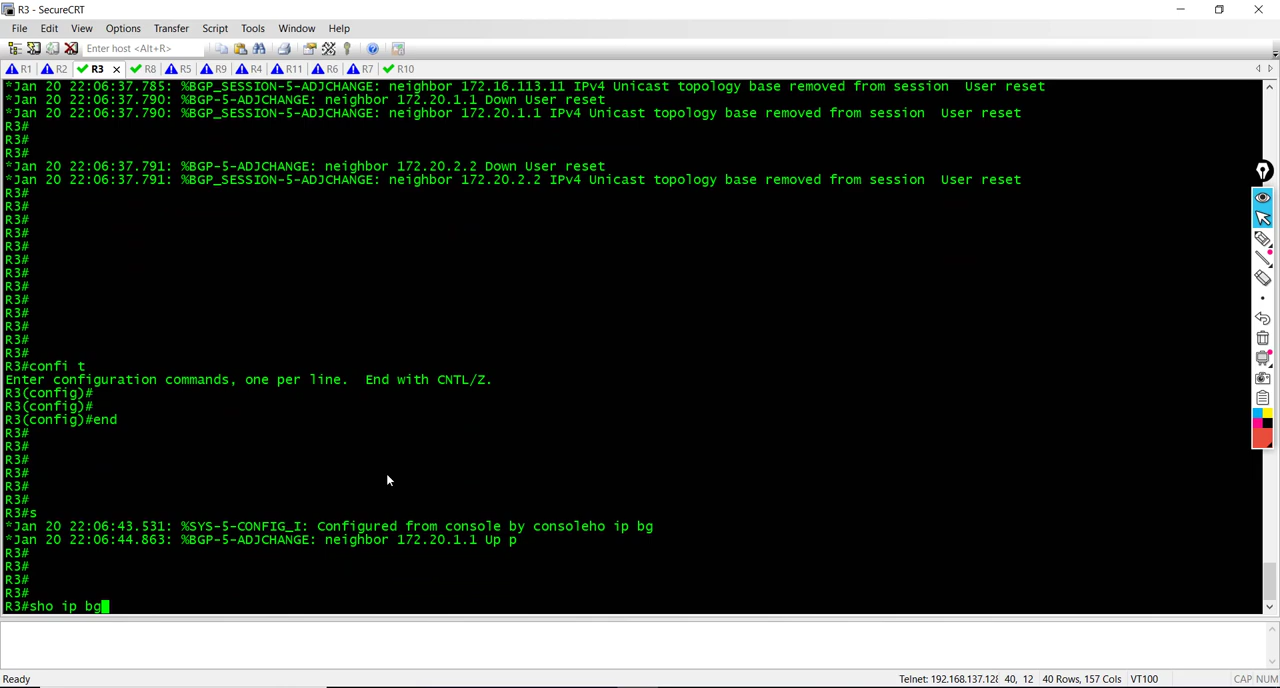 R3 - SecureCRT
File Edit View Options Transfer Script Tools Window Help
Enter host <Alt+R>
R1 R2 R3 R8 R5 R9 R4 R11 R6 R7 R10
*Jan 20 22:06:37.785: %BGP_SESSION-5-ADJCHANGE: neighbor 172.16.113.11 IPv4 Unicast topology base removed from session  User reset
*Jan 20 22:06:37.790: %BGP-5-ADJCHANGE: neighbor 172.20.1.1 Down User reset
*Jan 20 22:06:37.790: %BGP_SESSION-5-ADJCHANGE: neighbor 172.20.1.1 IPv4 Unicast topology base removed from session  User reset
R3#
R3#
R3#
*Jan 20 22:06:37.791: %BGP-5-ADJCHANGE: neighbor 172.20.2.2 Down User reset
*Jan 20 22:06:37.791: %BGP_SESSION-5-ADJCHANGE: neighbor 172.20.2.2 IPv4 Unicast topology base removed from session  User reset
R3#
R3#
R3#
R3#
R3#
R3#
R3#
R3#
R3#
R3#
R3#
R3#
R3#
R3#confi t
Enter configuration commands, one per line.  End with CNTL/Z.
R3(config)#
R3(config)#
R3(config)#end
R3#
R3#
R3#
R3#
R3#
R3#
R3#s
*Jan 20 22:06:43.531: %SYS-5-CONFIG_I: Configured from console by consoleho ip bg
*Jan 20 22:06:44.863: %BGP-5-ADJCHANGE: neighbor 172.20.1.1 Up p
R3#
R3#
R3#
R3#
R3#sho ip bg
Ready Telnet: 192.168.137.128 40, 12 40 Rows, 157 Cols VT100 CAP NUM